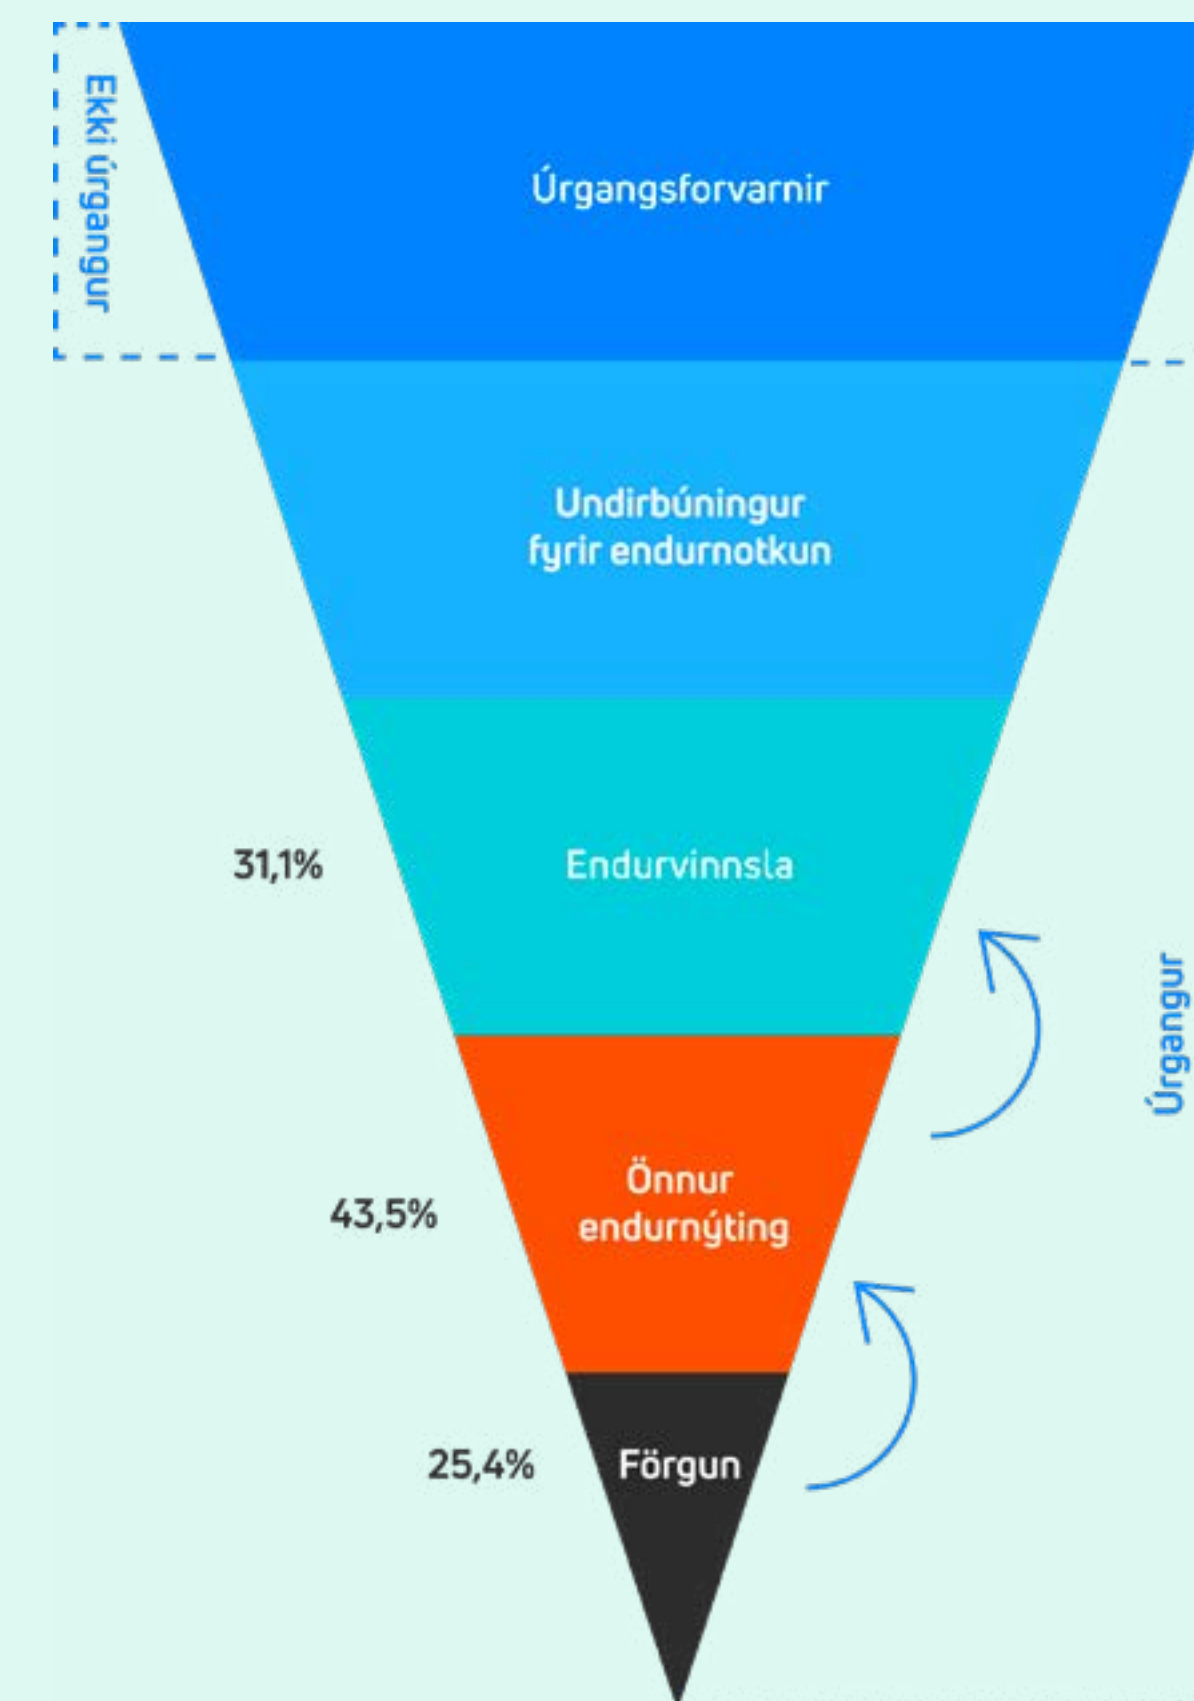 Ekki úrgangur
Úrgangsforvarnir
Undirbúningur
fyrir endurnotkun
31,1%
Endurvinnsla
Úrgangur
43,5%
Önnur
endurnýting
25,4%
Förgun